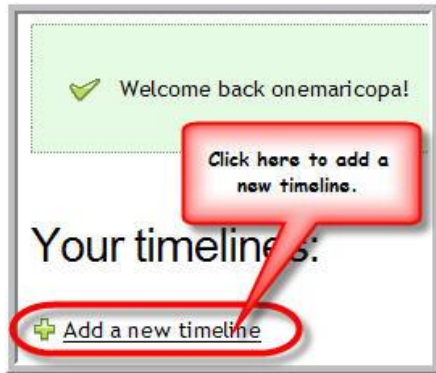 Welcome back onemaricopa!
Click here to add a
new timeline.
Your timelines:
Add a new timeline